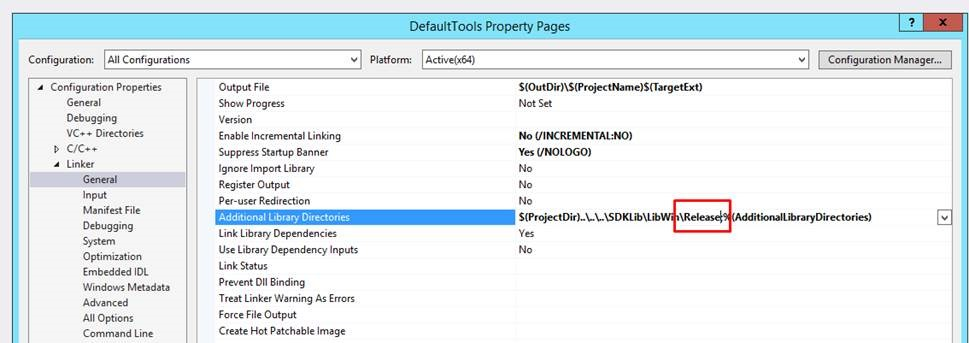 DefaultTools Property Pages
? x
Configuration: All Configurations Platform: Active(x64) Configuration Manager...
Configuration Properties
General
Debugging
VC++ Directories
C/C++
Linker
General
Input
Manifest File
Debugging
System
Optimization
Embedded IDL
Windows Metadata
Advanced
All Options
Command Line
Output File $(OutDir)\$(ProjectName)$(TargetExt)
Show Progress Not Set
Version
Enable Incremental Linking No (/INCREMENTAL:NO)
Suppress Startup Banner Yes (/NOLOGO)
Ignore Import Library No
Register Output No
Per-user Redirection No
Additional Library Directories $(ProjectDir)..\..\..\SDKLib\LibWin\Release;%(AdditionalLibraryDirectories)
Link Library Dependencies Yes
Use Library Dependency Inputs No
Link Status
Prevent Dll Binding
Treat Linker Warning As Errors
Force File Output
Create Hot Patchable Image